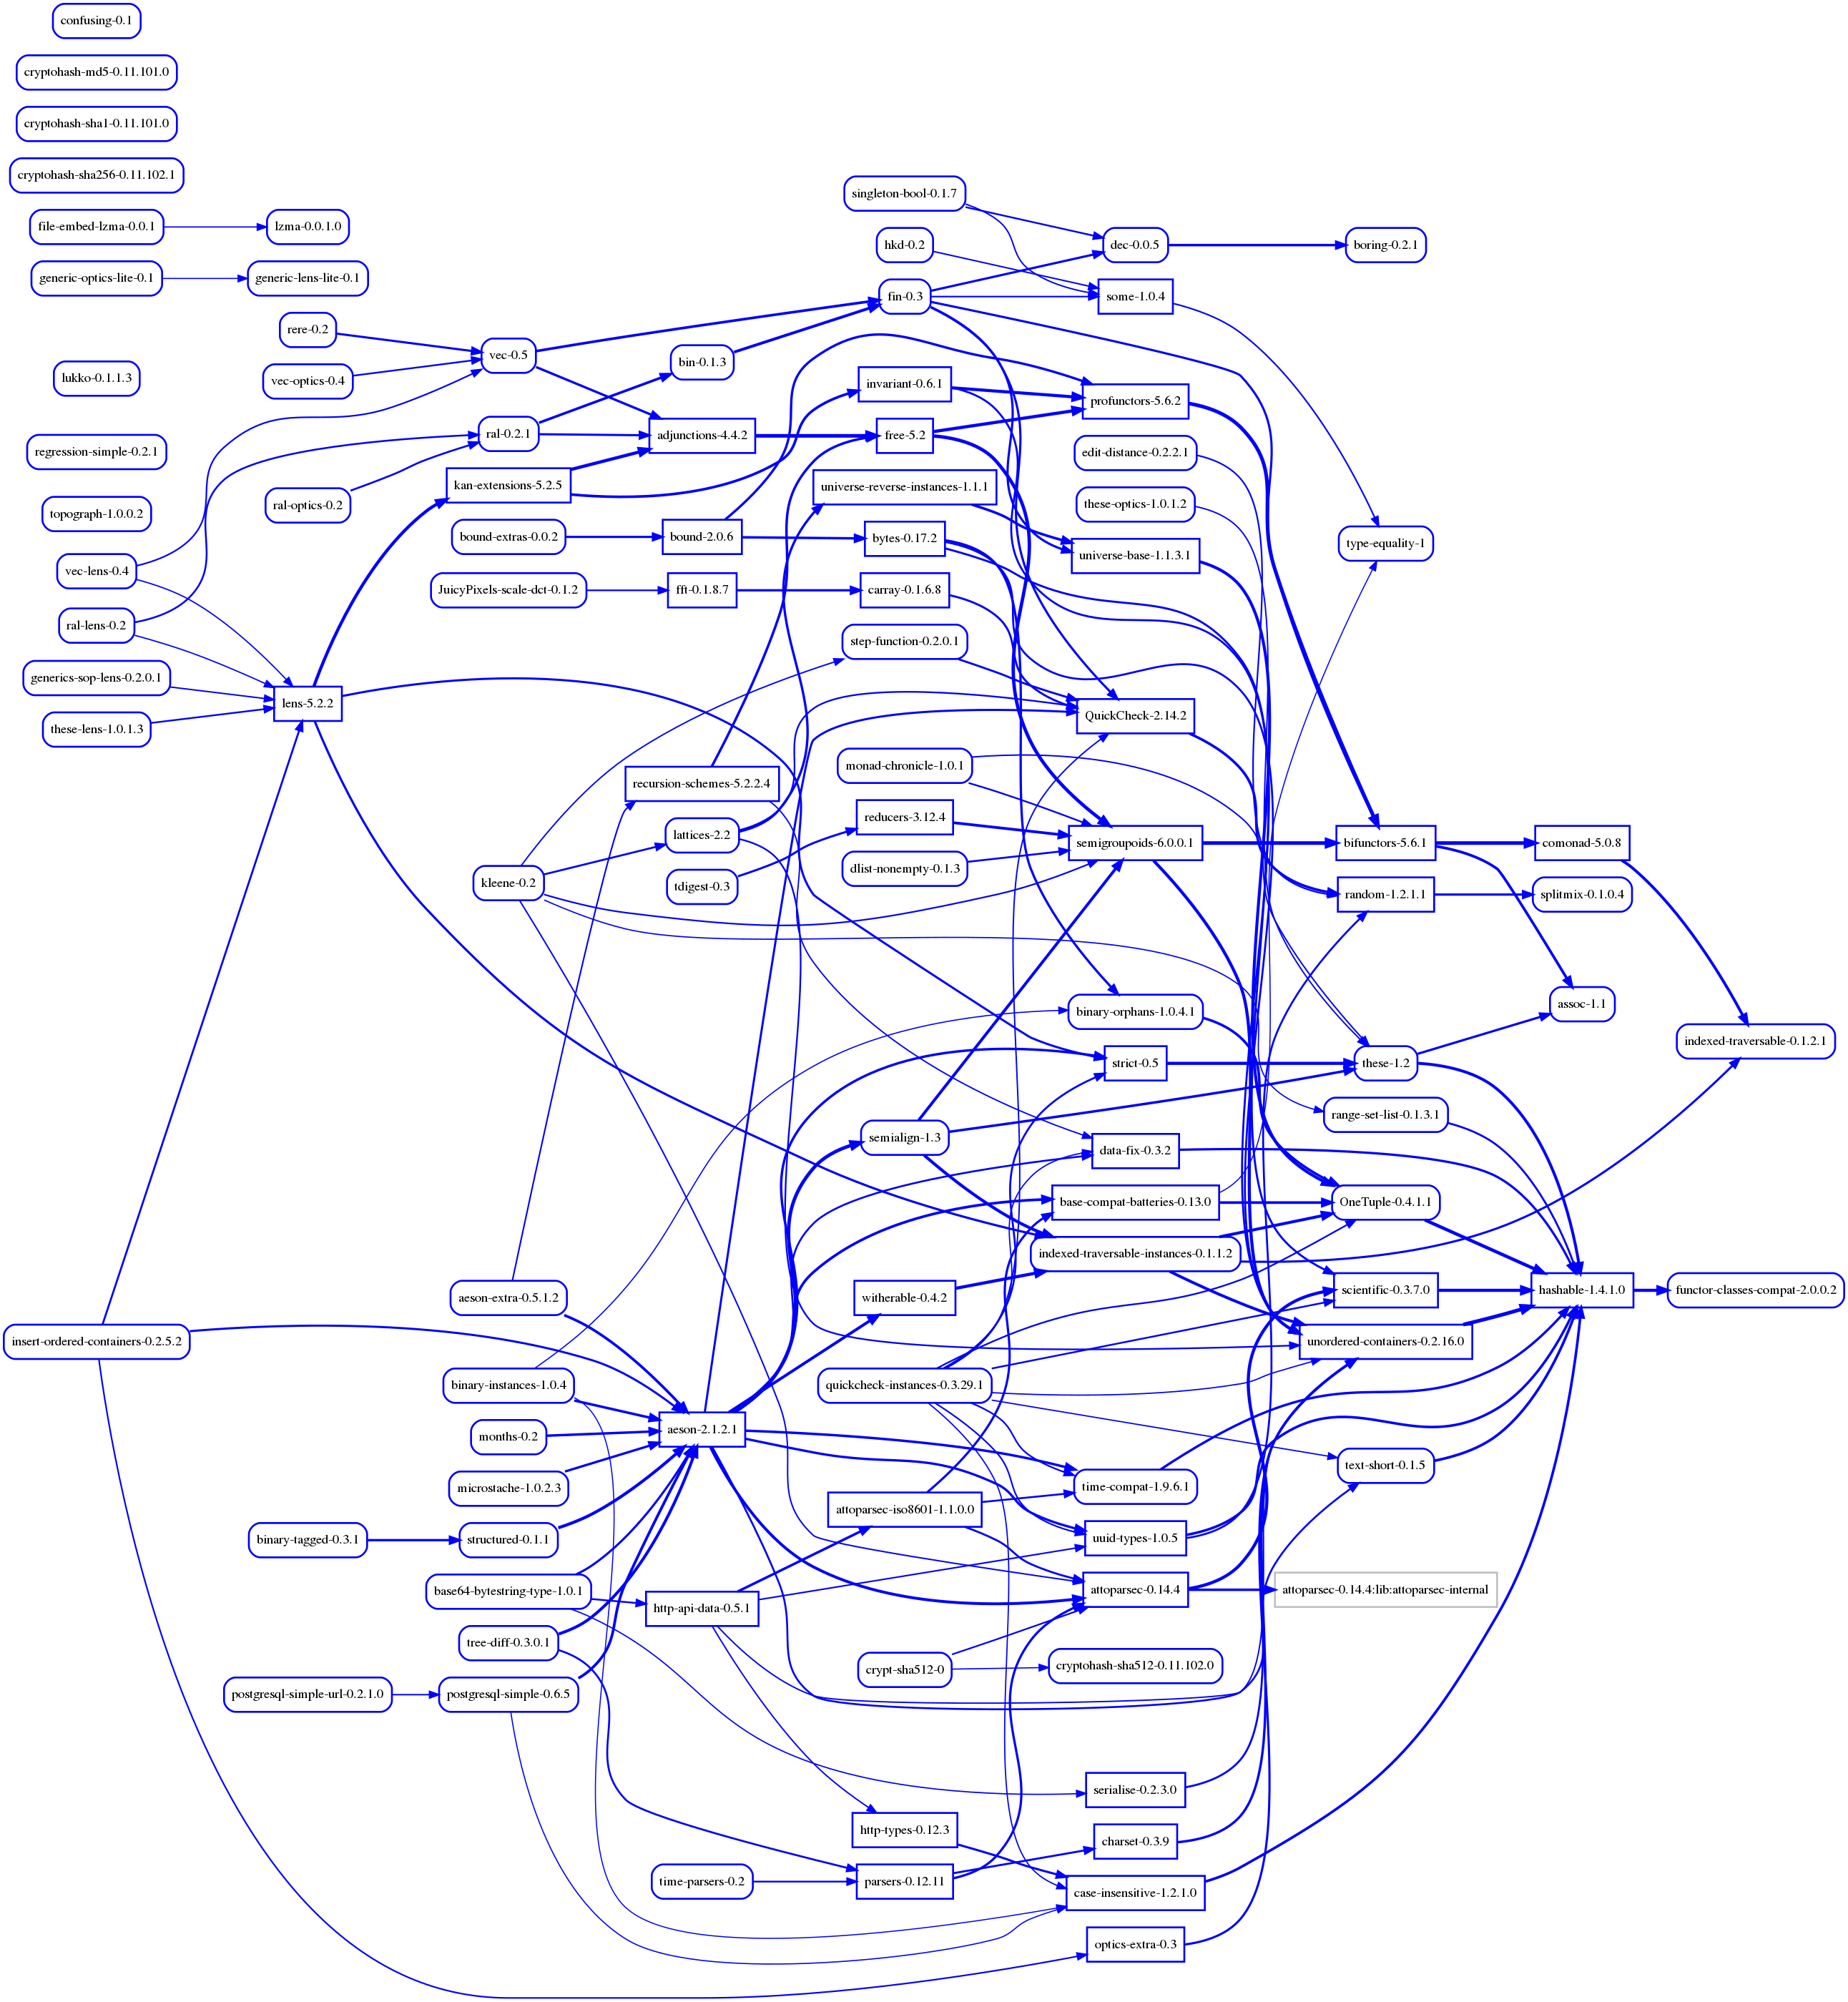 confusing-0.1
cryptohash-md5-0.11.101.0
cryptohash-sha1-0.11.101.0
cryptohash-sha256-0.11.102.1
singleton-bool-0.1.7
file-embed-lzma-0.0.1
lzma-0.0.1.0
hkd-0.2
dec-0.0.5
boring-0.2.1
generic-optics-lite-0.1
generic-lens-lite-0.1
fin-0.3
some-1.0.4
rere-0.2
vec-0.5
bin-0.1.3
lukko-0.1.1.3
vec-optics-0.4
invariant-0.6.1
profunctors-5.6.2
ral-0.2.1
adjunctions-4.4.2
free-5.2
regression-simple-0.2.1
edit-distance-0.2.2.1
kan-extensions-5.2.5
universe-reverse-instances-1.1.1
ral-optics-0.2
these-optics-1.0.1.2
topograph-1.0.0.2
bound-extras-0.0.2
bound-2.0.6
bytes-0.17.2
type-equality-1
universe-base-1.1.3.1
vec-lens-0.4
JuicyPixels-scale-dct-0.1.2
fft-0.1.8.7
carray-0.1.6.8
ral-lens-0.2
step-function-0.2.0.1
generics-sop-lens-0.2.0.1
lens-5.2.2
QuickCheck-2.14.2
these-lens-1.0.1.3
monad-chronicle-1.0.1
recursion-schemes-5.2.2.4
reducers-3.12.4
lattices-2.2
semigroupoids-6.0.0.1
bifunctors-5.6.1
comonad-5.0.8
dlist-nonempty-0.1.3
kleene-0.2
tdigest-0.3
random-1.2.1.1
splitmix-0.1.0.4
assoc-1.1
binary-orphans-1.0.4.1
indexed-traversable-0.1.2.1
strict-0.5
these-1.2
range-set-list-0.1.3.1
semialign-1.3
data-fix-0.3.2
base-compat-batteries-0.13.0
OneTuple-0.4.1.1
indexed-traversable-instances-0.1.1.2
aeson-extra-0.5.1.2
witherable-0.4.2
scientific-0.3.7.0
hashable-1.4.1.0
functor-classes-compat-2.0.0.2
insert-ordered-containers-0.2.5.2
unordered-containers-0.2.16.0
binary-instances-1.0.4
quickcheck-instances-0.3.29.1
months-0.2
aeson-2.1.2.1
text-short-0.1.5
microstache-1.0.2.3
time-compat-1.9.6.1
attoparsec-iso8601-1.1.0.0
binary-tagged-0.3.1
structured-0.1.1
uuid-types-1.0.5
base64-bytestring-type-1.0.1
attoparsec-0.14.4
attoparsec-0.14.4:lib:attoparsec-internal
http-api-data-0.5.1
tree-diff-0.3.0.1
crypt-sha512-0
cryptohash-sha512-0.11.102.0
postgresql-simple-url-0.2.1.0
postgresql-simple-0.6.5
serialise-0.2.3.0
http-types-0.12.3
charset-0.3.9
time-parsers-0.2
parsers-0.12.11
case-insensitive-1.2.1.0
optics-extra-0.3